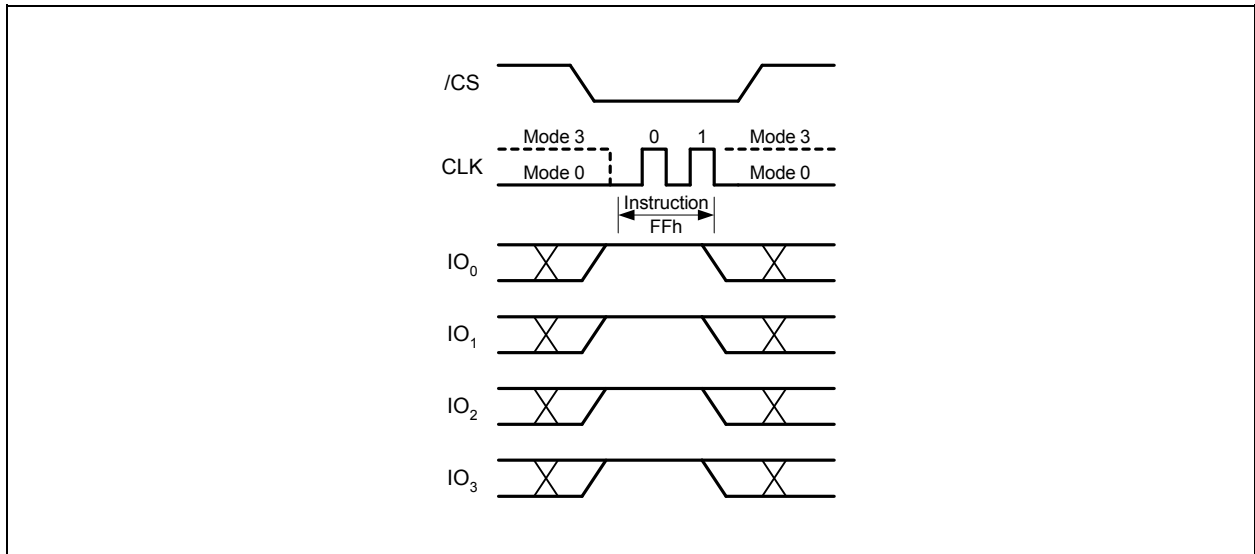 /CS
Mode 3 0 1 Mode 3
CLK
Mode 0 Mode 0
Instruction
FFh
IO₀
IO₁
IO₂
IO₃